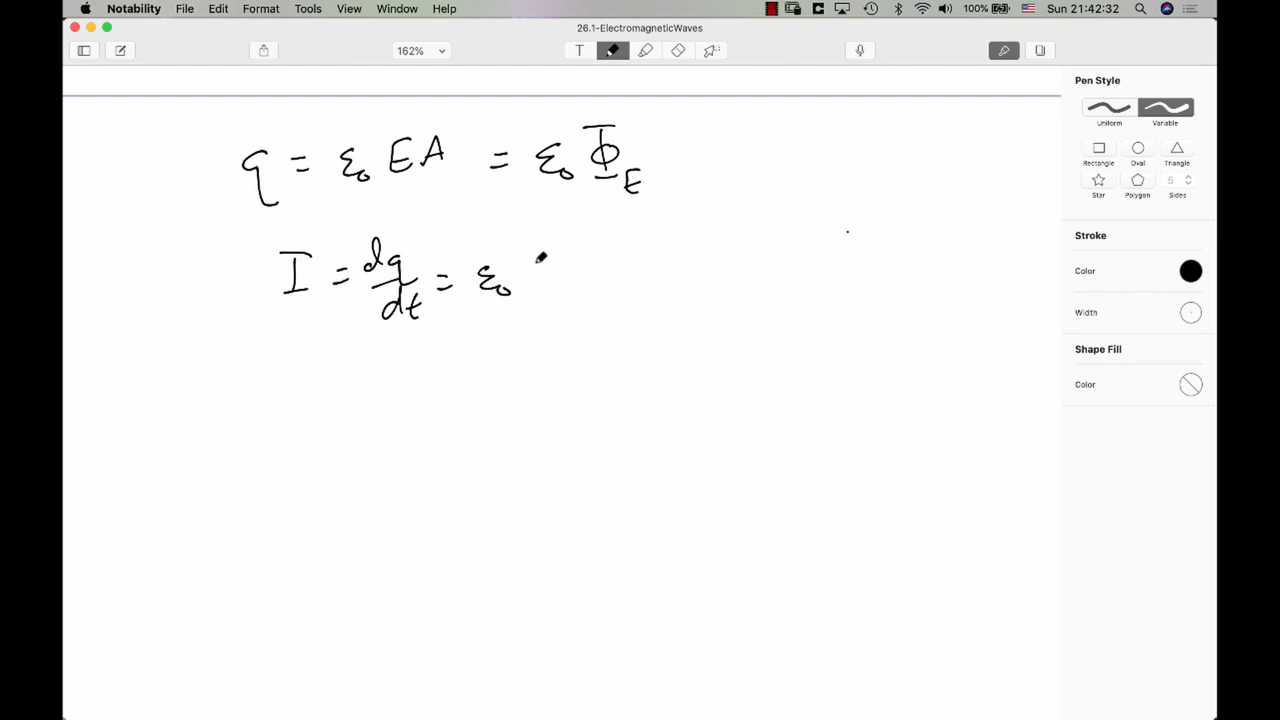 Notability File Edit Format Tools View Window Help 100% Sun 21:42:32
26.1-ElectromagneticWaves
162% T
Pen Style
Uniform Variable
Rectangle Oval Triangle
5
Star Polygon Sides
Stroke
Color
Width
Shape Fill
Color
q = ε₀ E A = ε₀ Φ_E
I = dq/dt = ε₀